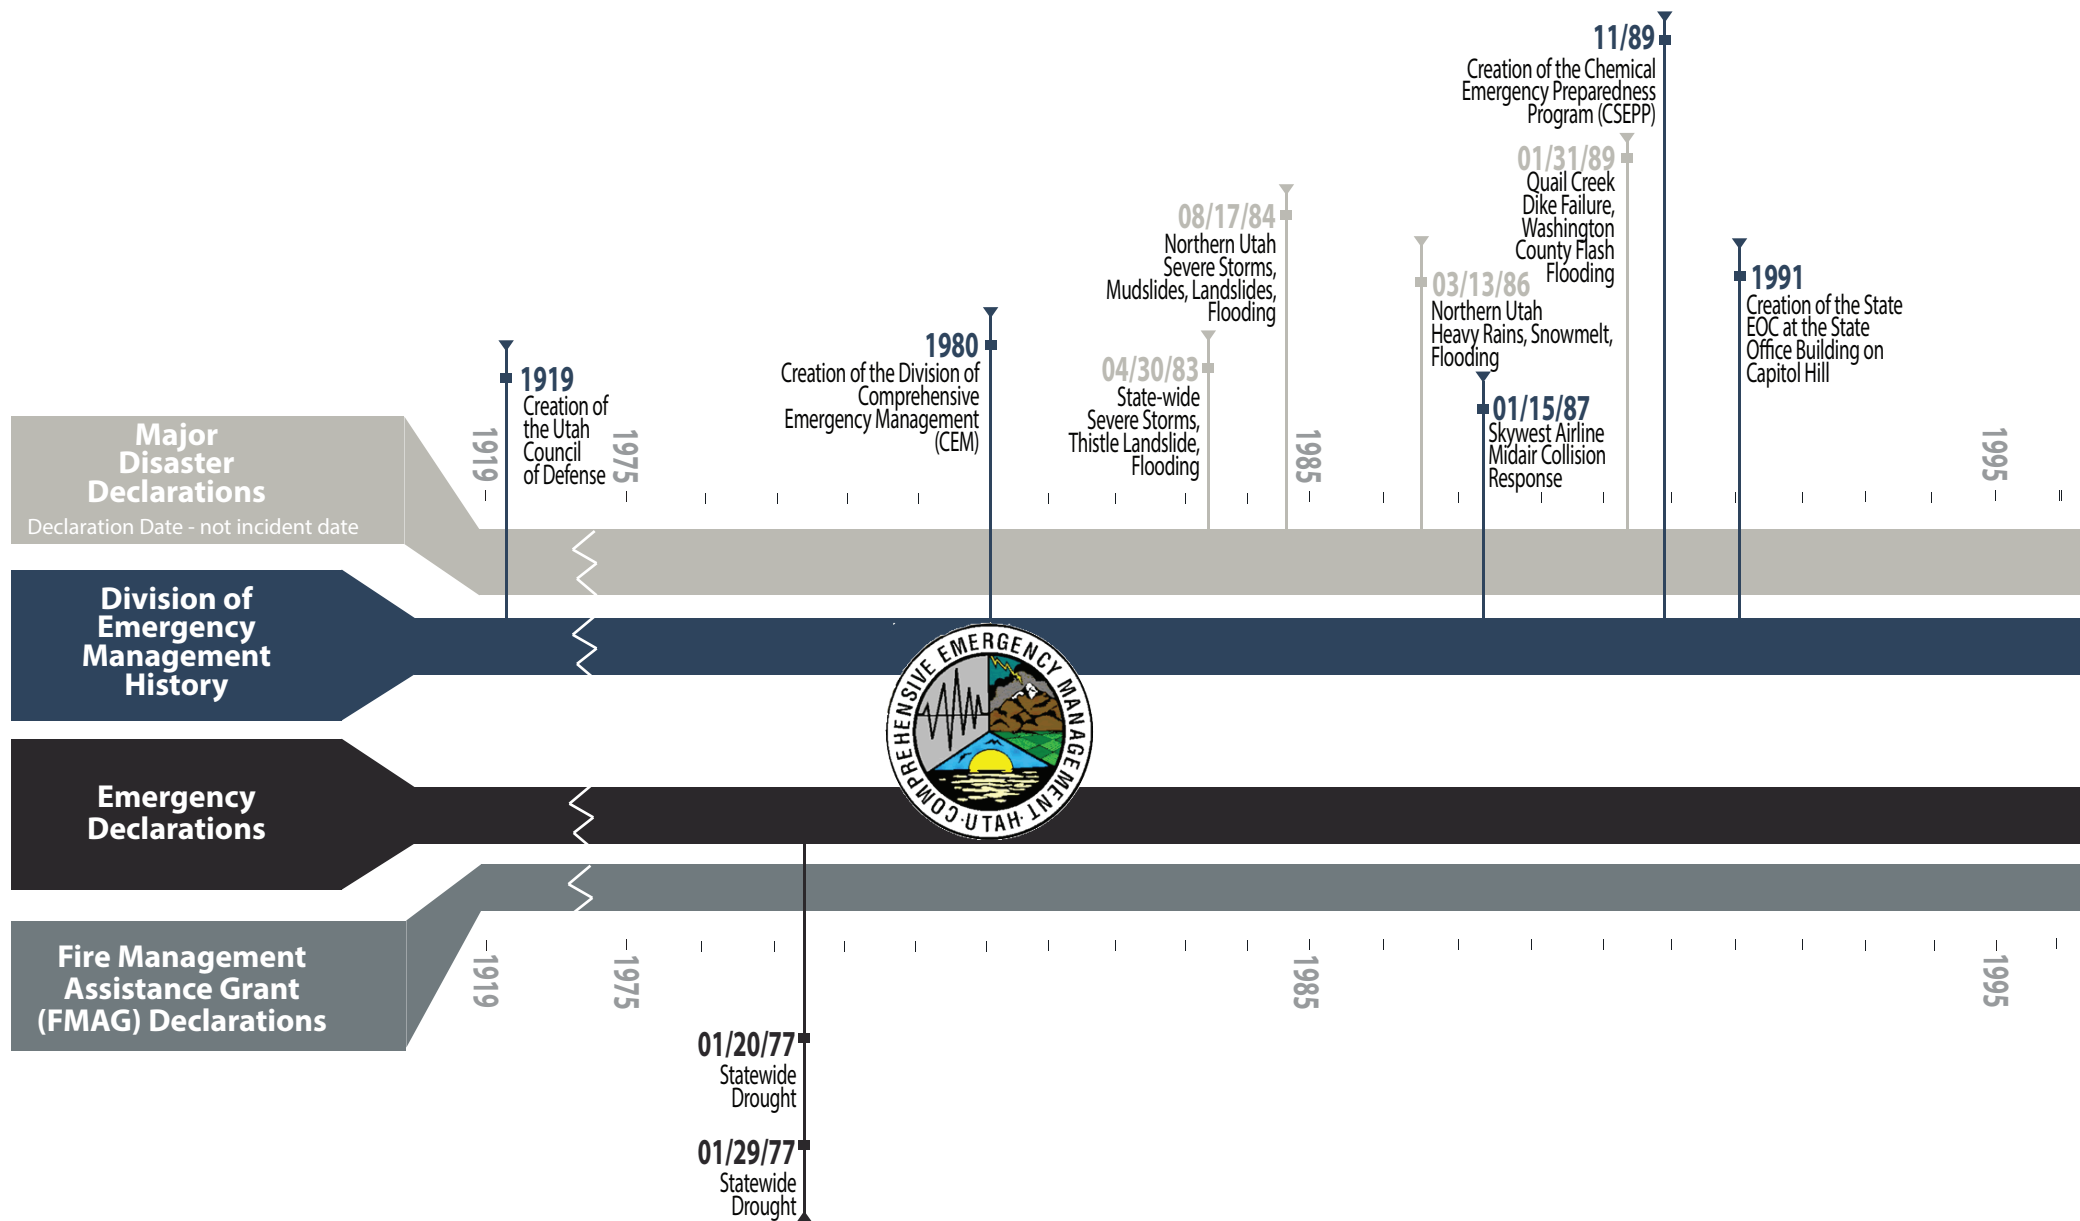 11/89
Creation of the Chemical
Emergency Preparedness
Program (CSEPP)
01/31/89
Quail Creek
Dike Failure,
Washington
County Flash
Flooding
08/17/84
Northern Utah
Severe Storms,
Mudslides, Landslides,
Flooding
03/13/86
Northern Utah
Heavy Rains, Snowmelt,
Flooding
1991
Creation of the State
EOC at the State
Office Building on
Capitol Hill
1980
Creation of the Division of
Comprehensive
Emergency Management
(CEM)
04/30/83
State-wide
Severe Storms,
Thistle Landslide,
Flooding
1919
Creation of
the Utah
Council
of Defense
01/15/87
Skywest Airline
Midair Collision
Response
1919
1975
1985
1995
Major
Disaster
Declarations
Declaration Date - not incident date
Division of
Emergency
Management
History
COMPREHENSIVE EMERGENCY MANAGEMENT
·UTAH·
Emergency
Declarations
Fire Management
Assistance Grant
(FMAG) Declarations
1919
1975
1985
1995
01/20/77
Statewide
Drought
01/29/77
Statewide
Drought